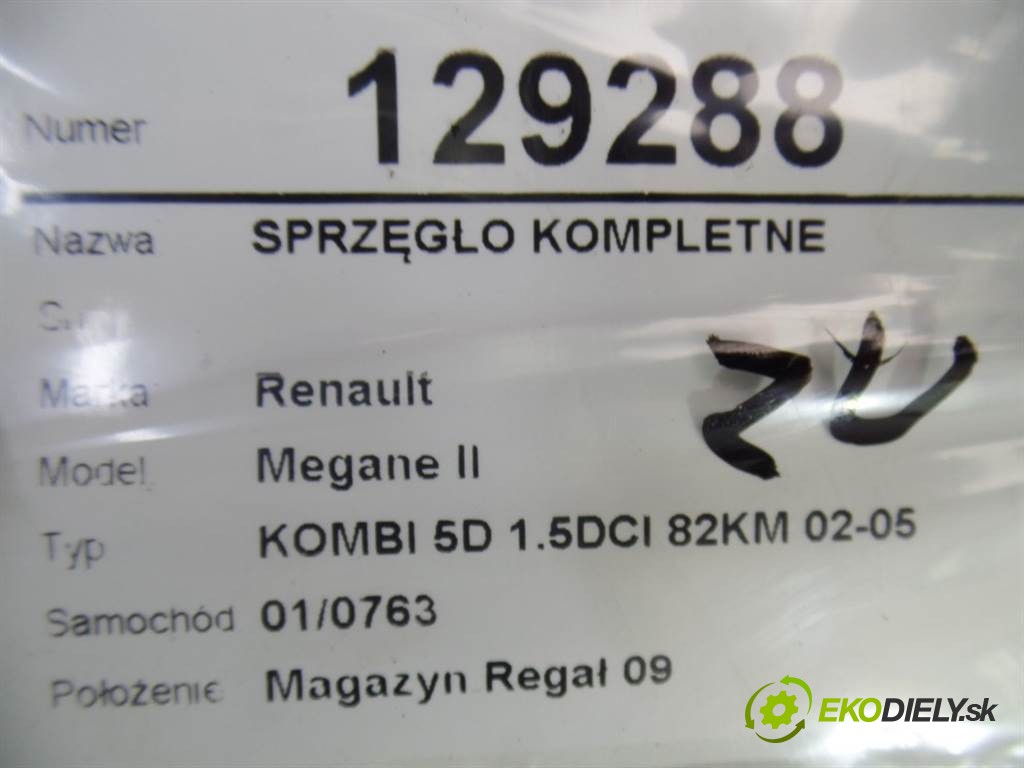 Numer 129288
Nazwa SPRZĘGŁO KOMPLETNE
Marka Renault
Model Megane II
Typ KOMBI 5D 1.5DCI 82KM 02-05
Samochód 01/0763
Położenie Magazyn Regał 09
EKODIELY.sk